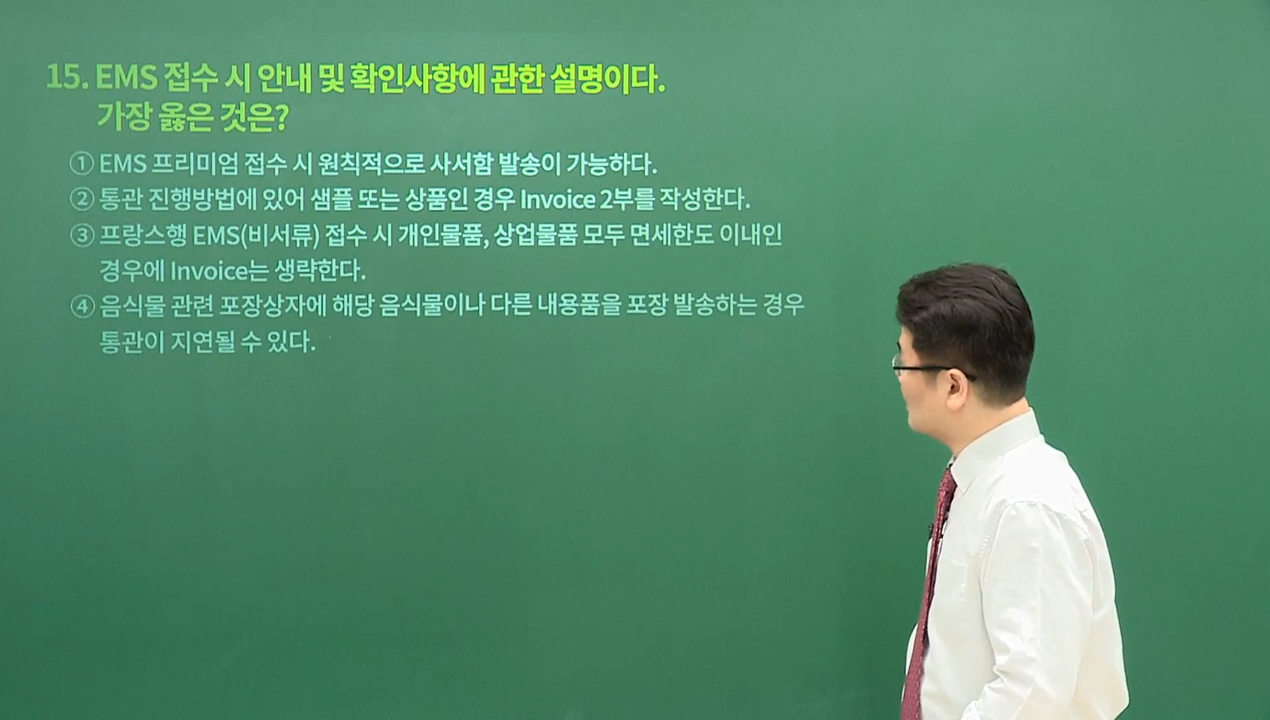 15. EMS 접수 시 안내 및 확인사항에 관한 설명이다.
가장 옳은 것은?
① EMS 프리미엄 접수 시 원칙적으로 사서함 발송이 가능하다.
② 통관 진행방법에 있어 샘플 또는 상품인 경우 Invoice 2부를 작성한다.
③ 프랑스행 EMS(비서류) 접수 시 개인물품, 상업물품 모두 면세한도 이내인
경우에 Invoice는 생략한다.
④ 음식물 관련 포장상자에 해당 음식물이나 다른 내용품을 포장 발송하는 경우
통관이 지연될 수 있다.